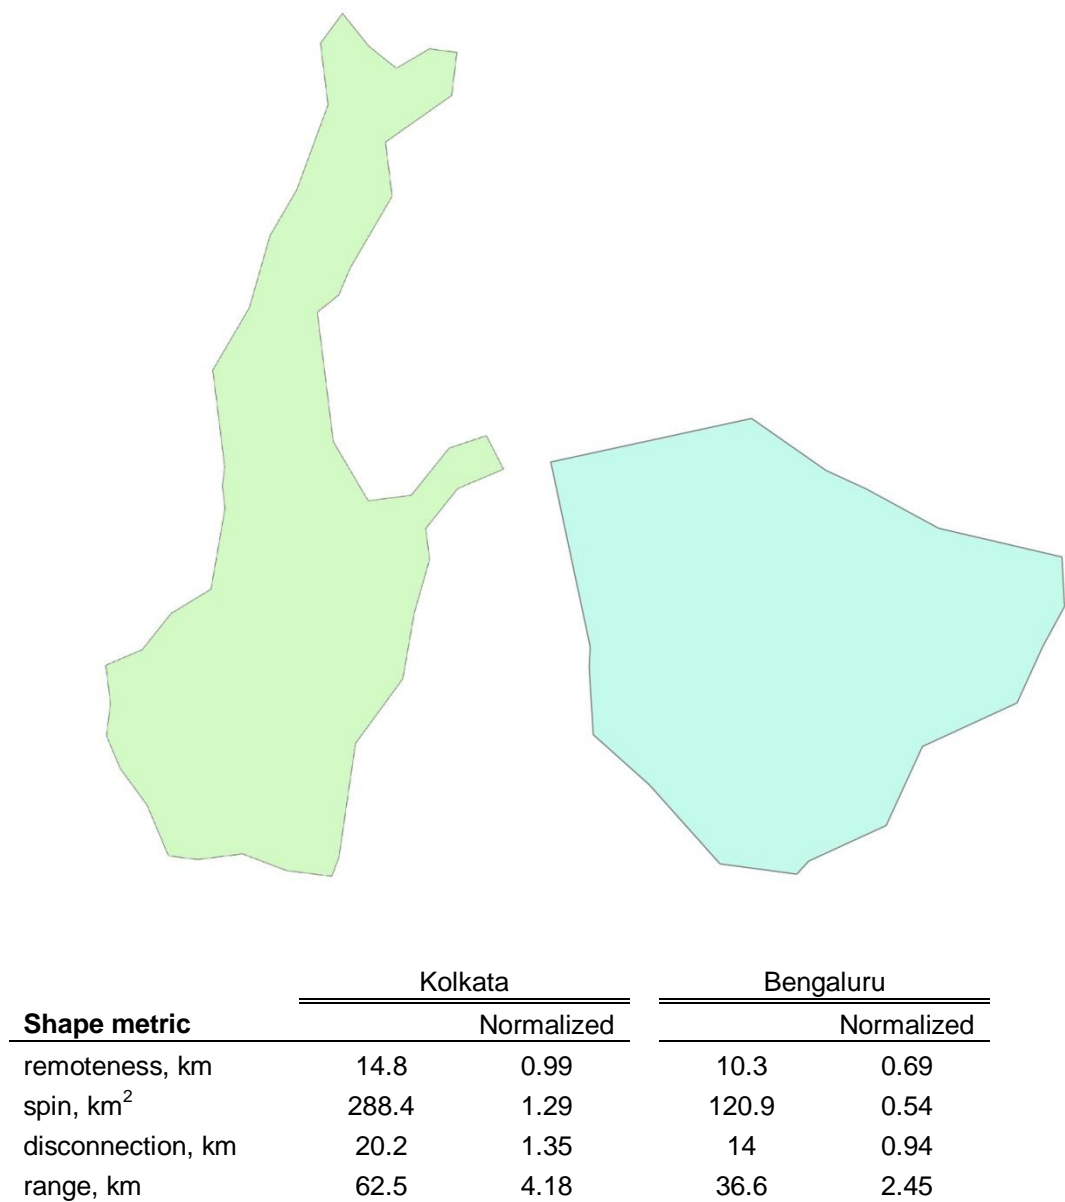 Kolkata Bengaluru
Shape metric Normalized Normalized
remoteness, km 14.8 0.99 10.3 0.69
spin, km² 288.4 1.29 120.9 0.54
disconnection, km 20.2 1.35 14 0.94
range, km 62.5 4.18 36.6 2.45